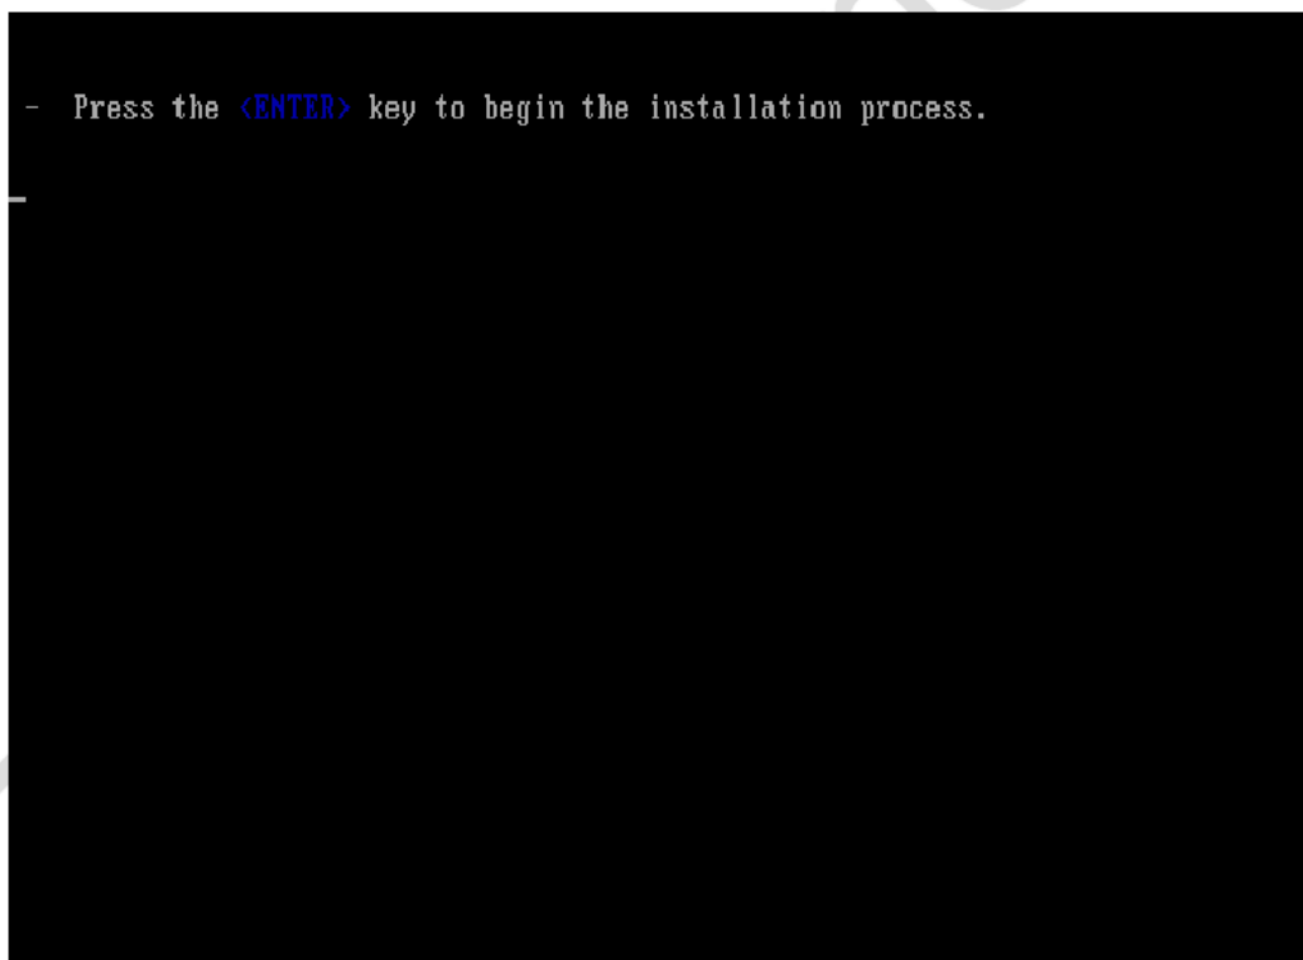 - Press the <ENTER> key to begin the installation process.